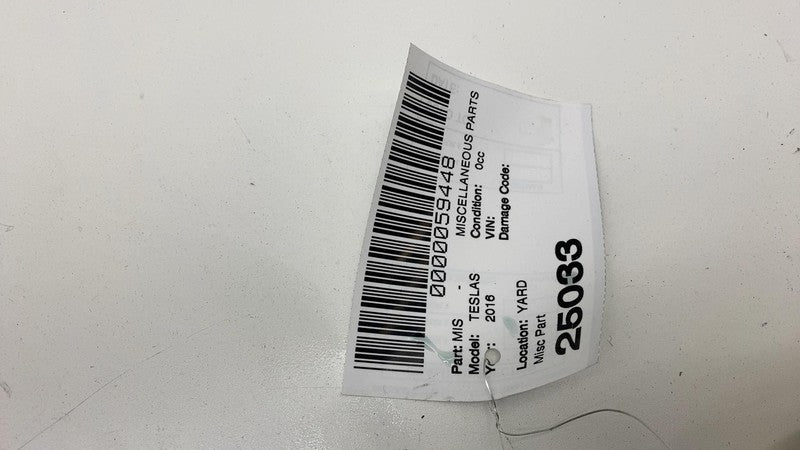 0000059448
Part: MIS - MISCELLANEOUS PARTS
Model: TESLAS Condition: 0cc
2016 VIN:
Damage Code:
Location: YARD
Misc Part
25033